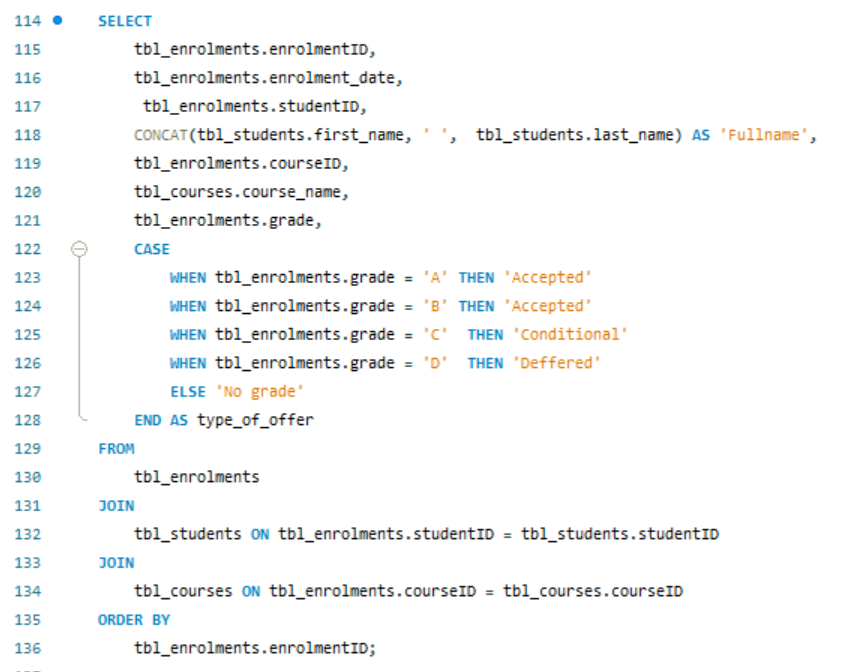 114 SELECT
115 tbl_enrolments.enrolmentID,
116 tbl_enrolments.enrolment_date,
117 tbl_enrolments.studentID,
118 CONCAT(tbl_students.first_name, ' ', tbl_students.last_name) AS 'Fullname',
119 tbl_enrolments.courseID,
120 tbl_courses.course_name,
121 tbl_enrolments.grade,
122 CASE
123 WHEN tbl_enrolments.grade = 'A' THEN 'Accepted'
124 WHEN tbl_enrolments.grade = 'B' THEN 'Accepted'
125 WHEN tbl_enrolments.grade = 'C' THEN 'Conditional'
126 WHEN tbl_enrolments.grade = 'D' THEN 'Deffered'
127 ELSE 'No grade'
128 END AS type_of_offer
129 FROM
130 tbl_enrolments
131 JOIN
132 tbl_students ON tbl_enrolments.studentID = tbl_students.studentID
133 JOIN
134 tbl_courses ON tbl_enrolments.courseID = tbl_courses.courseID
135 ORDER BY
136 tbl_enrolments.enrolmentID;